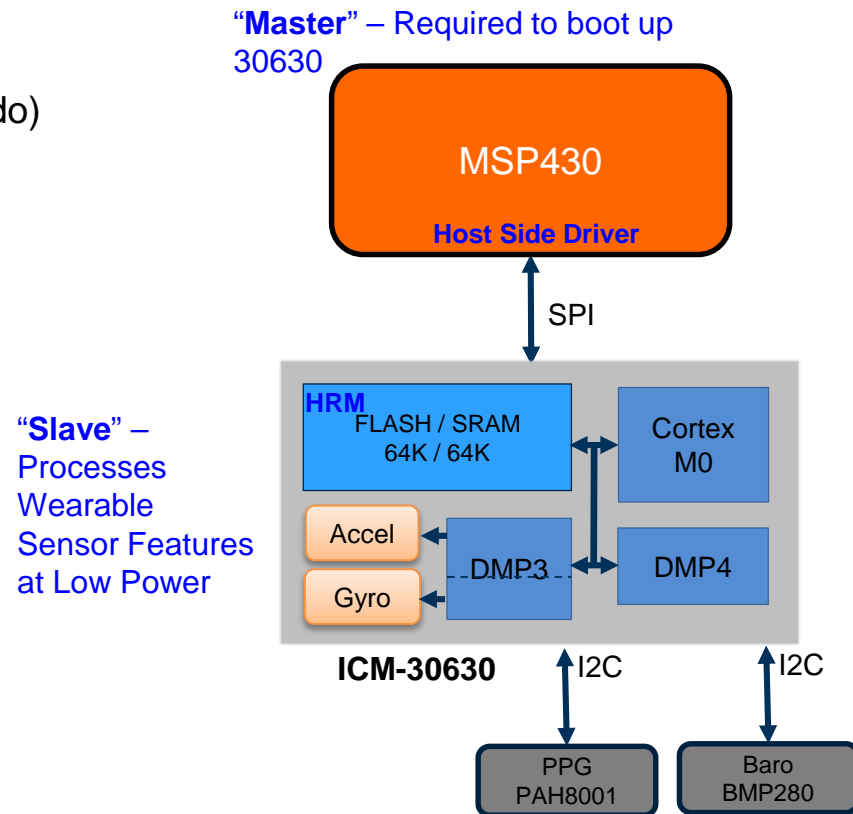 “Master” – Required to boot up
30630
do)
MSP430
Host Side Driver
SPI
HRM
FLASH / SRAM
64K / 64K
Cortex
M0
“Slave” –
Processes
Wearable
Sensor Features
at Low Power
Accel
Gyro
DMP3
DMP4
ICM-30630
I2C
I2C
PPG
PAH8001
Baro
BMP280